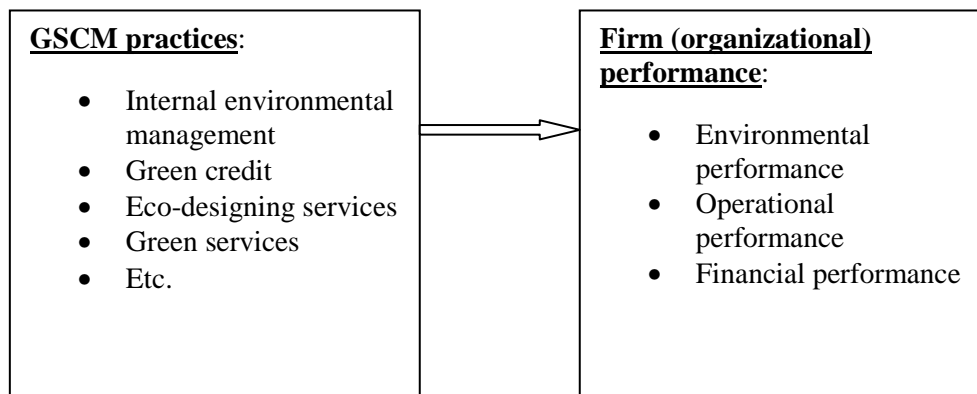 GSCM practices:
• Internal environmental
management
• Green credit
• Eco-designing services
• Green services
• Etc.
Firm (organizational)
performance:
• Environmental
performance
• Operational
performance
• Financial performance